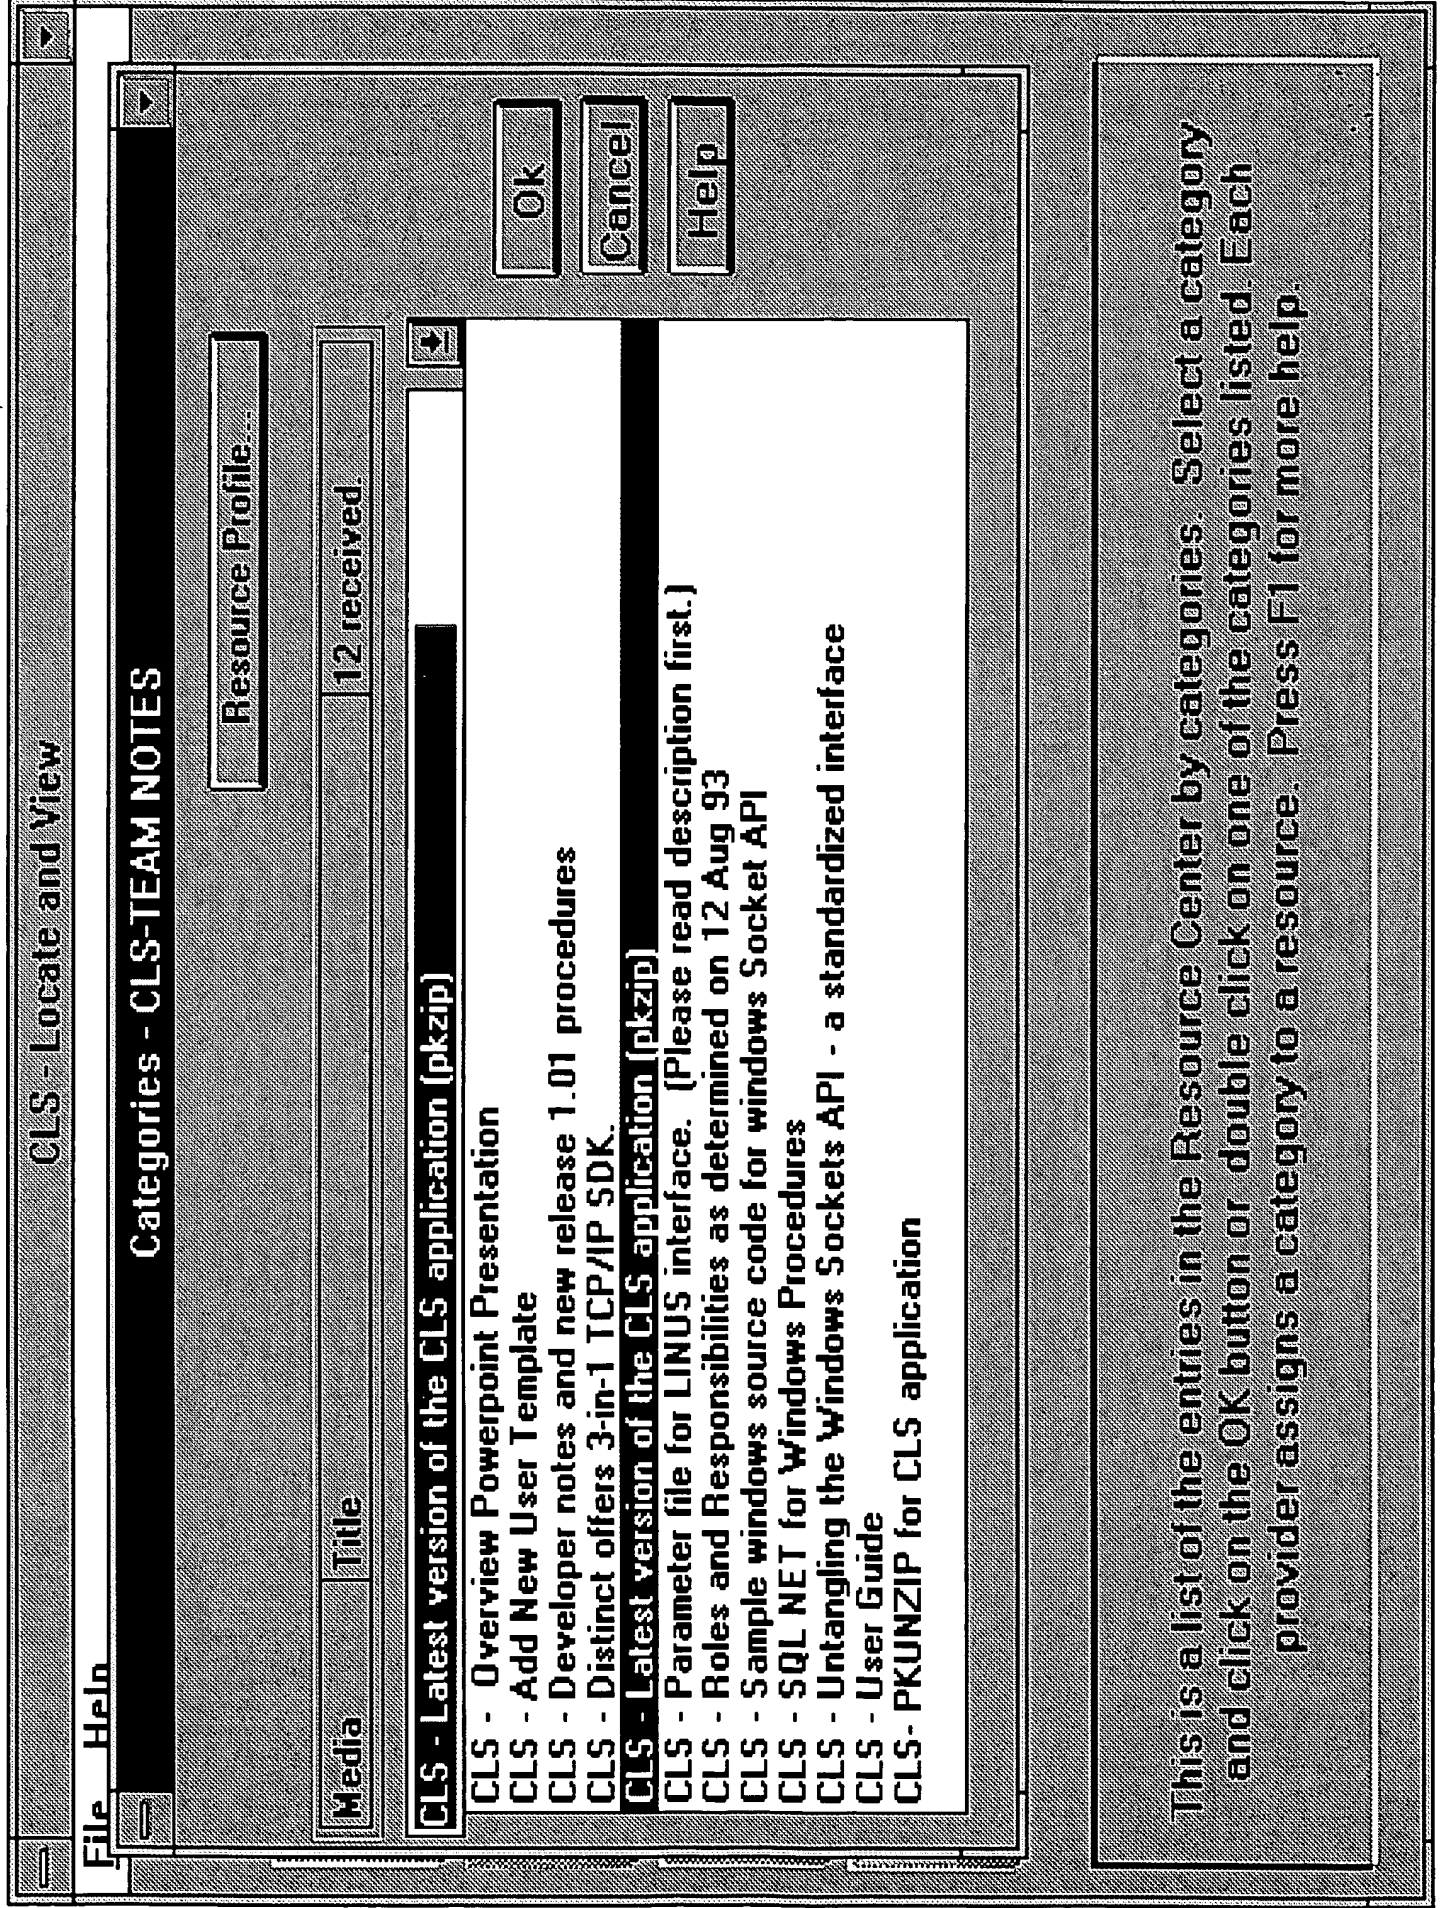 CLS - Locate and View
File Help
Categories - CLS-TEAM NOTES
Resource Profile...
Media Title 12 received.
CLS - Latest version of the CLS application (pkzip)
CLS - Overview Powerpoint Presentation
CLS - Add New User Template
CLS - Developer notes and new release 1.01 procedures
CLS - Distinct offers 3-in-1 TCP/IP SDK.
CLS - Latest version of the CLS application (pkzip)
CLS - Parameter file for LINUS interface. (Please read description first.)
CLS - Roles and Responsibilities as determined on 12 Aug 93
CLS - Sample windows source code for windows Socket API
CLS - SQL NET for Windows Procedures
CLS - Untangling the Windows Sockets API - a standardized interface
CLS - User Guide
CLS- PKUNZIP for CLS application
Ok
Cancel
Help
This is a list of the entries in the Resource Center by categories. Select a category
and click on the OK button or double click on one of the categories listed. Each
provider assigns a category to a resource. Press F1 for more help.